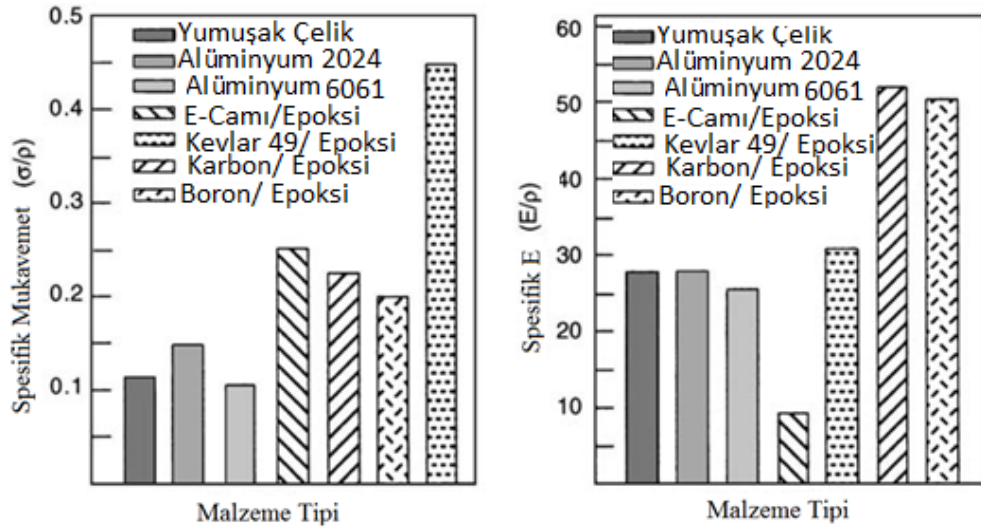 0.5
0.4
0.3
0.2
0.1
Spesifik Mukavemet (σ/ρ)
Yumuşak Çelik
Alüminyum 2024
Alüminyum 6061
E-Camı/Epoksi
Kevlar 49/ Epoksi
Karbon/ Epoksi
Boron/ Epoksi
Malzeme Tipi
60
50
40
30
20
10
Spesifik E (E/ρ)
Yumuşak Çelik
Alüminyum 2024
Alüminyum 6061
E-Camı/Epoksi
Kevlar 49/ Epoksi
Karbon/ Epoksi
Boron/ Epoksi
Malzeme Tipi